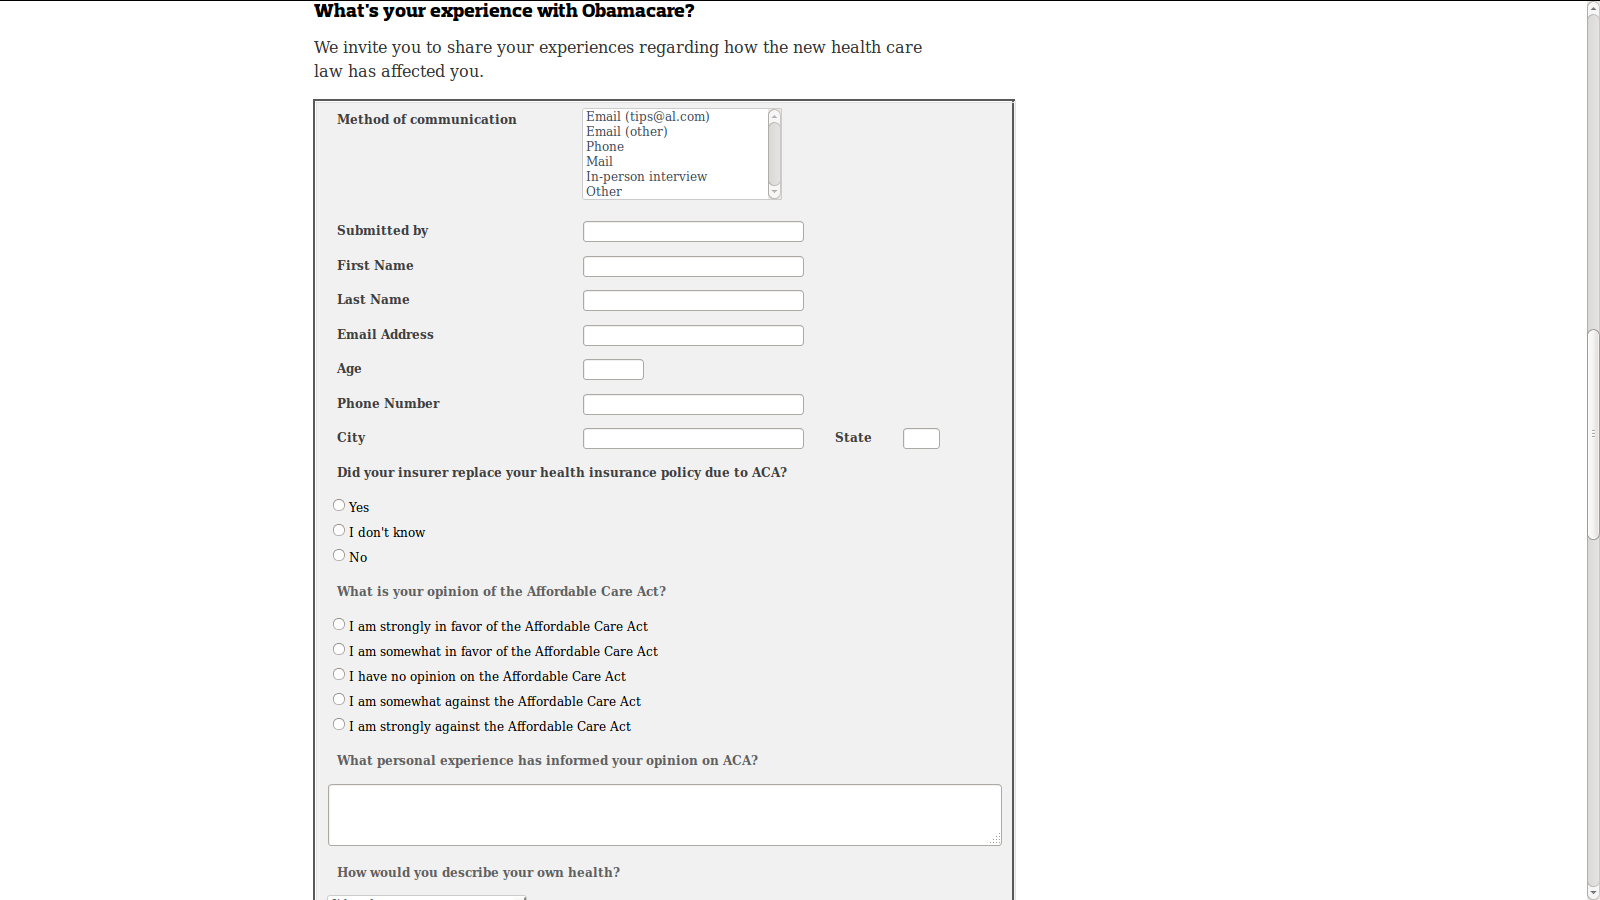 What's your experience with Obamacare?
We invite you to share your experiences regarding how the new health care
law has affected you.
Method of communication
Email (tips@al.com)
Email (other)
Phone
Mail
In-person interview
Other
Submitted by
First Name
Last Name
Email Address
Age
Phone Number
City State
Did your insurer replace your health insurance policy due to ACA?
Yes
I don't know
No
What is your opinion of the Affordable Care Act?
I am strongly in favor of the Affordable Care Act
I am somewhat in favor of the Affordable Care Act
I have no opinion on the Affordable Care Act
I am somewhat against the Affordable Care Act
I am strongly against the Affordable Care Act
What personal experience has informed your opinion on ACA?
How would you describe your own health?